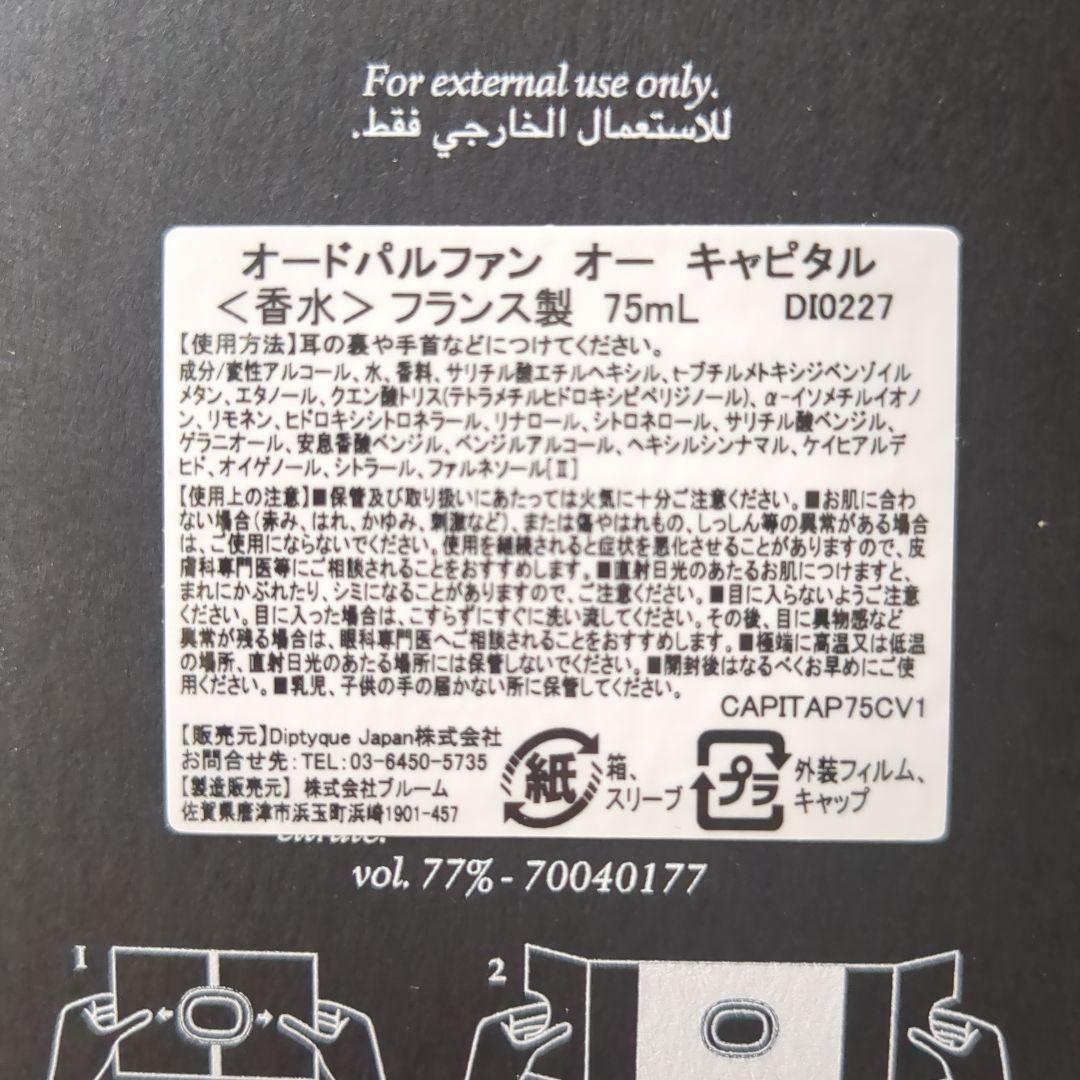 For external use only.
للاستعمال الخارجي فقط.
オードパルファン オー キャピタル
＜香水＞フランス製 75mL DI0227
【使用方法】耳の裏や手首などにつけてください。
成分/変性アルコール、水、香料、サリチル酸エチルヘキシル、t-ブチルメトキシジベンゾイル
メタン、エタノール、クエン酸トリス(テトラメチルヒドロキシピペリジノール)、α-イソメチルイオノ
ン、リモネン、ヒドロキシシトロネラール、リナロール、シトロネロール、サリチル酸ベンジル、
ゲラニオール、安息香酸ベンジル、ベンジルアルコール、ヘキシルシンナマル、ケイヒアルデ
ヒド、オイゲノール、シトラール、ファルネソール[Ⅱ]
【使用上の注意】■保管及び取り扱いにあたっては火気に十分ご注意ください。■お肌に合わ
ない場合(赤み、はれ、かゆみ、刺激など)、または傷やはれもの、しっしん等の異常がある場合
は、ご使用にならないでください。使用を継続されると症状を悪化させることがありますので、皮
膚科専門医等にご相談されることをおすすめします。■直射日光のあたるお肌につけますと、
まれにかぶれたり、シミになることがありますので、ご注意ください。■目に入らないようご注意
ください。目に入った場合は、こすらずにすぐに洗い流してください。その後、目に異物感など
異常が残る場合は、眼科専門医へご相談されることをおすすめします。■極端に高温又は低温
の場所、直射日光のあたる場所には保管しないでください。■開封後はなるべくお早めにご使
用ください。■乳児、子供の手の届かない所に保管してください。
CAPITAP75CV1
【販売元】Diptyque Japan株式会社
お問合せ先：TEL:03-6450-5735
【製造販売元】 株式会社ブルーム
佐賀県唐津市浜玉町浜崎1901-457
紙 箱、
スリーブ
プラ 外装フィルム、
キャップ
vol. 77% - 70040177
1
2